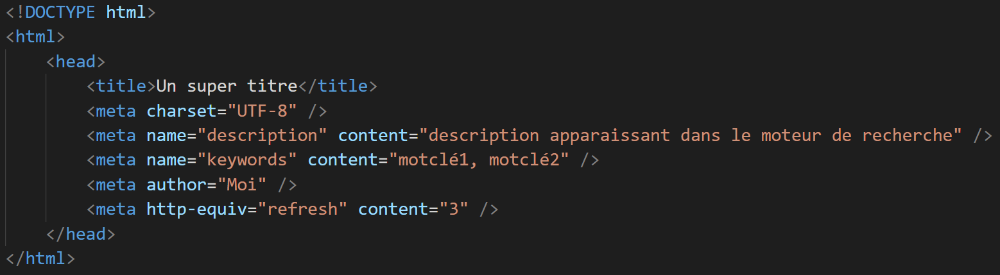 <!DOCTYPE html>
<html>
<head>
<title>Un super titre</title>
<meta charset="UTF-8" />
<meta name="description" content="description apparaissant dans le moteur de recherche" />
<meta name="keywords" content="motclé1, motclé2" />
<meta author="Moi" />
<meta http-equiv="refresh" content="3" />
</head>
</html>